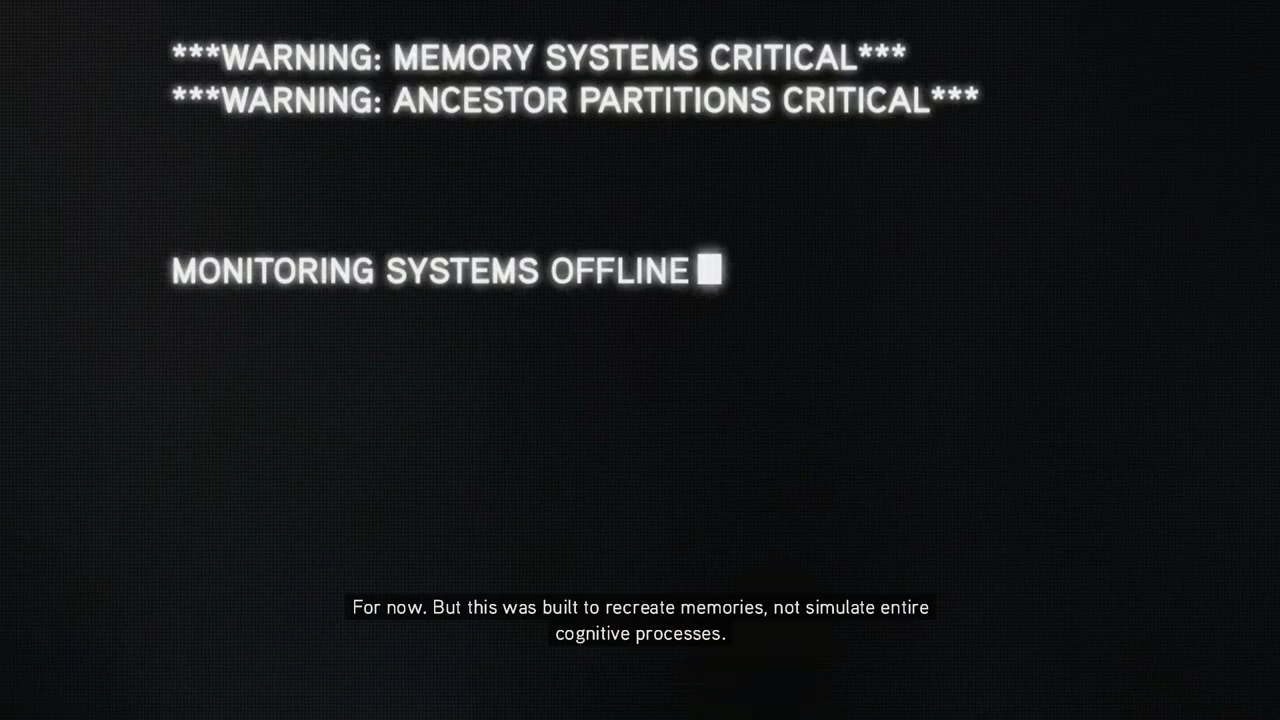 ***WARNING: MEMORY SYSTEMS CRITICAL***
***WARNING: ANCESTOR PARTITIONS CRITICAL***
MONITORING SYSTEMS OFFLINE
For now. But this was built to recreate memories, not simulate entire
cognitive processes.